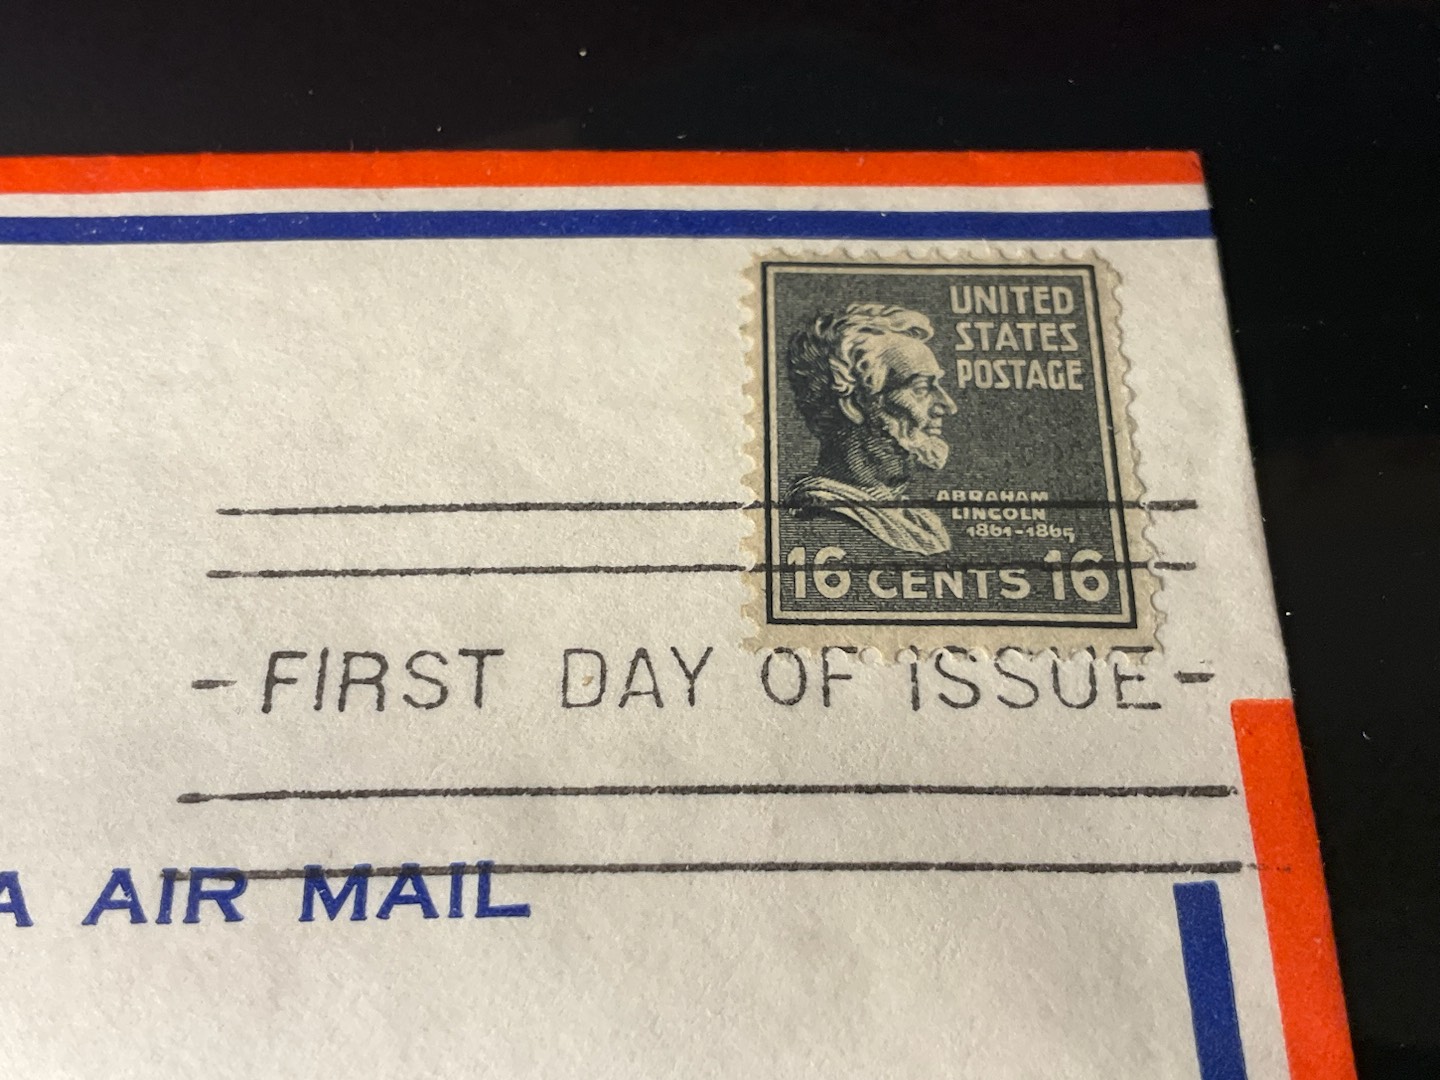 UNITED
STATES
POSTAGE
ABRAHAM
LINCOLN
1861-1865
16 CENTS 16
- FIRST DAY OF ISSUE -
A AIR MAIL